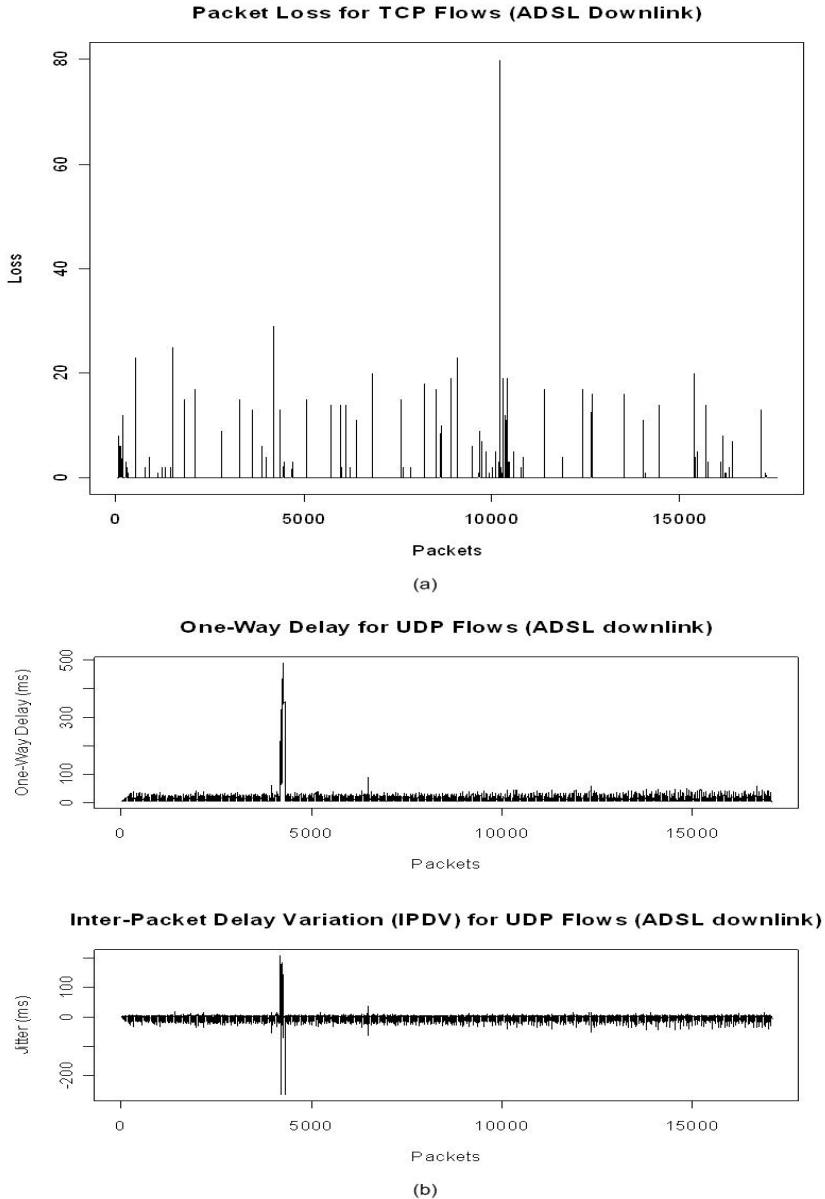 Packet Loss for TCP Flows (ADSL Downlink)
80
60
40
20
0
Loss
0 5000 10000 15000
Packets
(a)
One-Way Delay for UDP Flows (ADSL downlink)
500
300
100
0
One-Way Delay (ms)
0 5000 10000 15000
Packets
Inter-Packet Delay Variation (IPDV) for UDP Flows (ADSL downlink)
100
0
-200
Jitter (ms)
0 5000 10000 15000
Packets
(b)